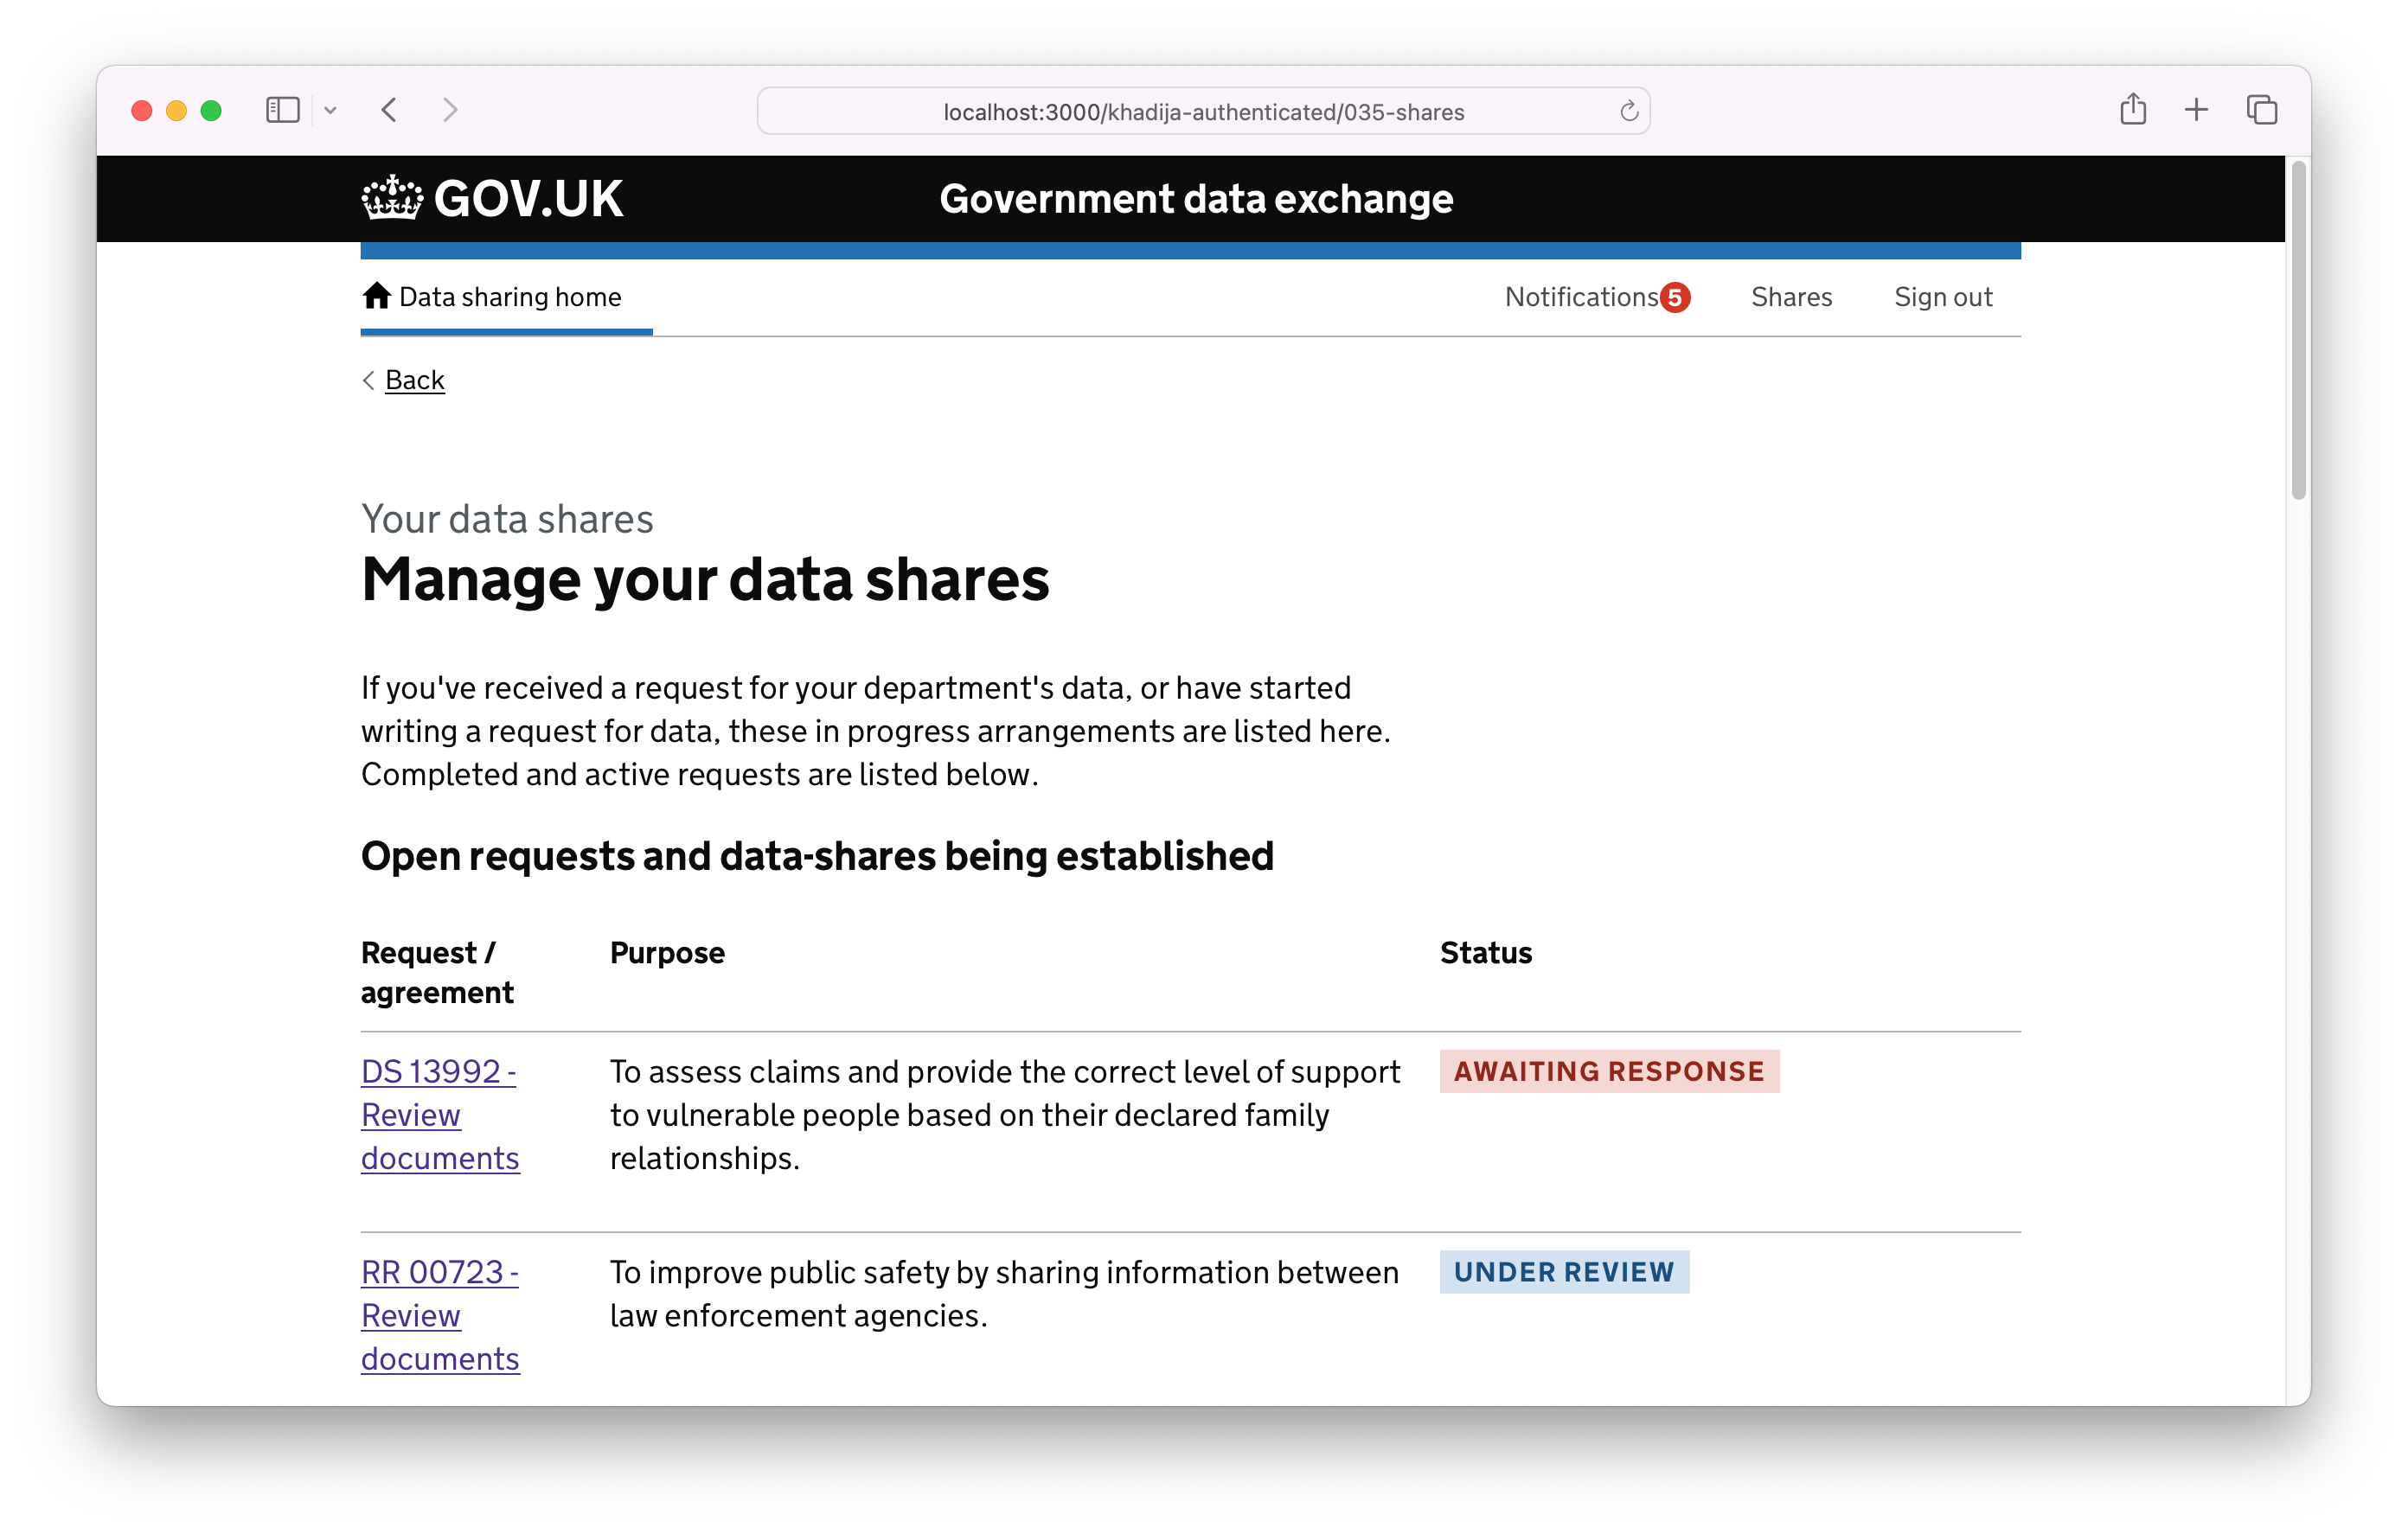 localhost:3000/khadija-authenticated/035-shares
GOV.UK
Government data exchange
Data sharing home
Notifications 5
Shares
Sign out
Back
Your data shares
Manage your data shares
If you've received a request for your department's data, or have started
writing a request for data, these in progress arrangements are listed here.
Completed and active requests are listed below.
Open requests and data-shares being established
Request /
agreement
Purpose
Status
DS 13992 -
Review
documents
To assess claims and provide the correct level of support
to vulnerable people based on their declared family
relationships.
AWAITING RESPONSE
RR 00723 -
Review
documents
To improve public safety by sharing information between
law enforcement agencies.
UNDER REVIEW